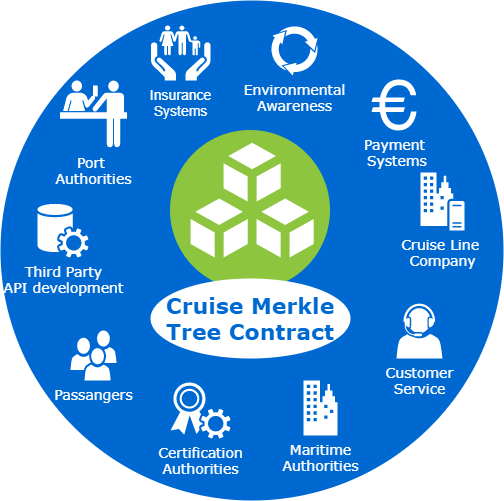 Insurance
Systems
Environmental
Awareness
€
Payment
Systems
Port
Authorities
Cruise Line
Company
Third Party
API development
Cruise Merkle
Tree Contract
Customer
Service
Passangers
Certification
Authorities
Maritime
Authorities